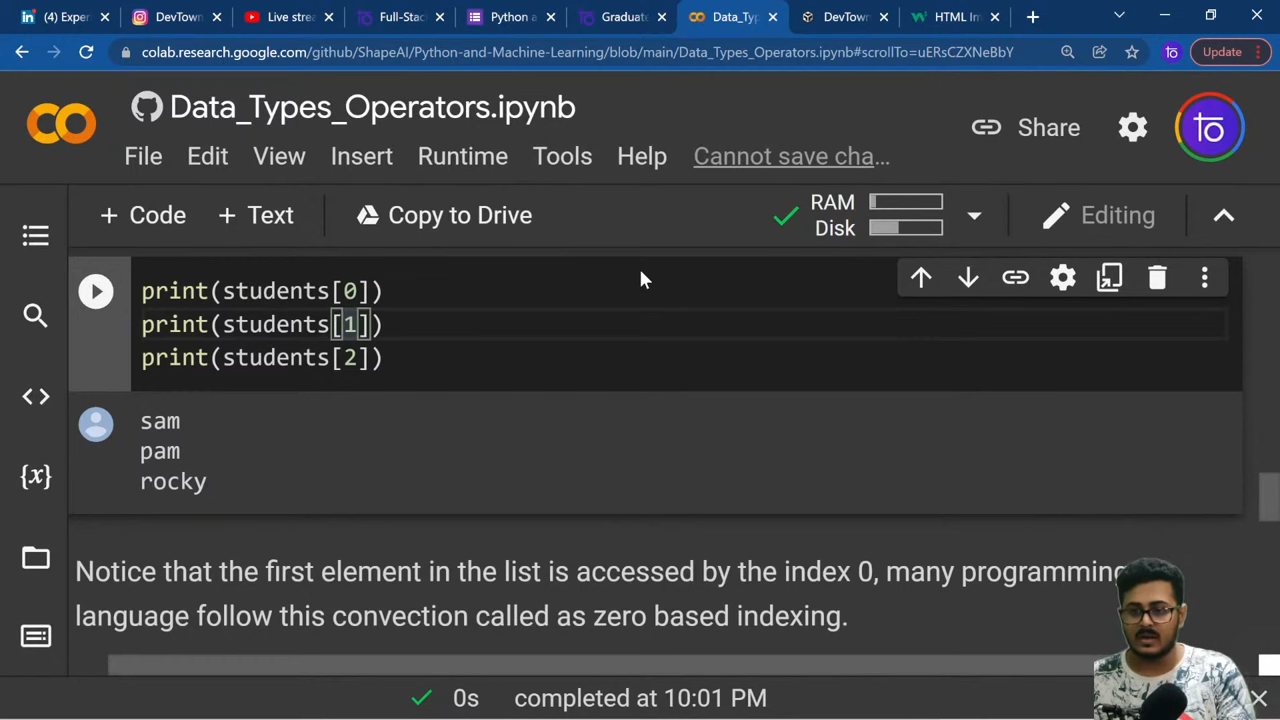 (4) Exper
DevTown
Live stre
Full-Stac
Python a
Graduate
Data_Typ
DevTown
HTML Im
colab.research.google.com/github/ShapeAI/Python-and-Machine-Learning/blob/main/Data_Types_Operators.ipynb#scrollTo=uERsCZXNeBbY
Update
Data_Types_Operators.ipynb
Share
File Edit View Insert Runtime Tools Help Cannot save cha...
+ Code + Text Copy to Drive
RAM
Disk
Editing
print(students[0])
print(students[1])
print(students[2])
sam
pam
rocky
{x}
Notice that the first element in the list is accessed by the index 0, many programming
language follow this convection called as zero based indexing.
0s completed at 10:01 PM